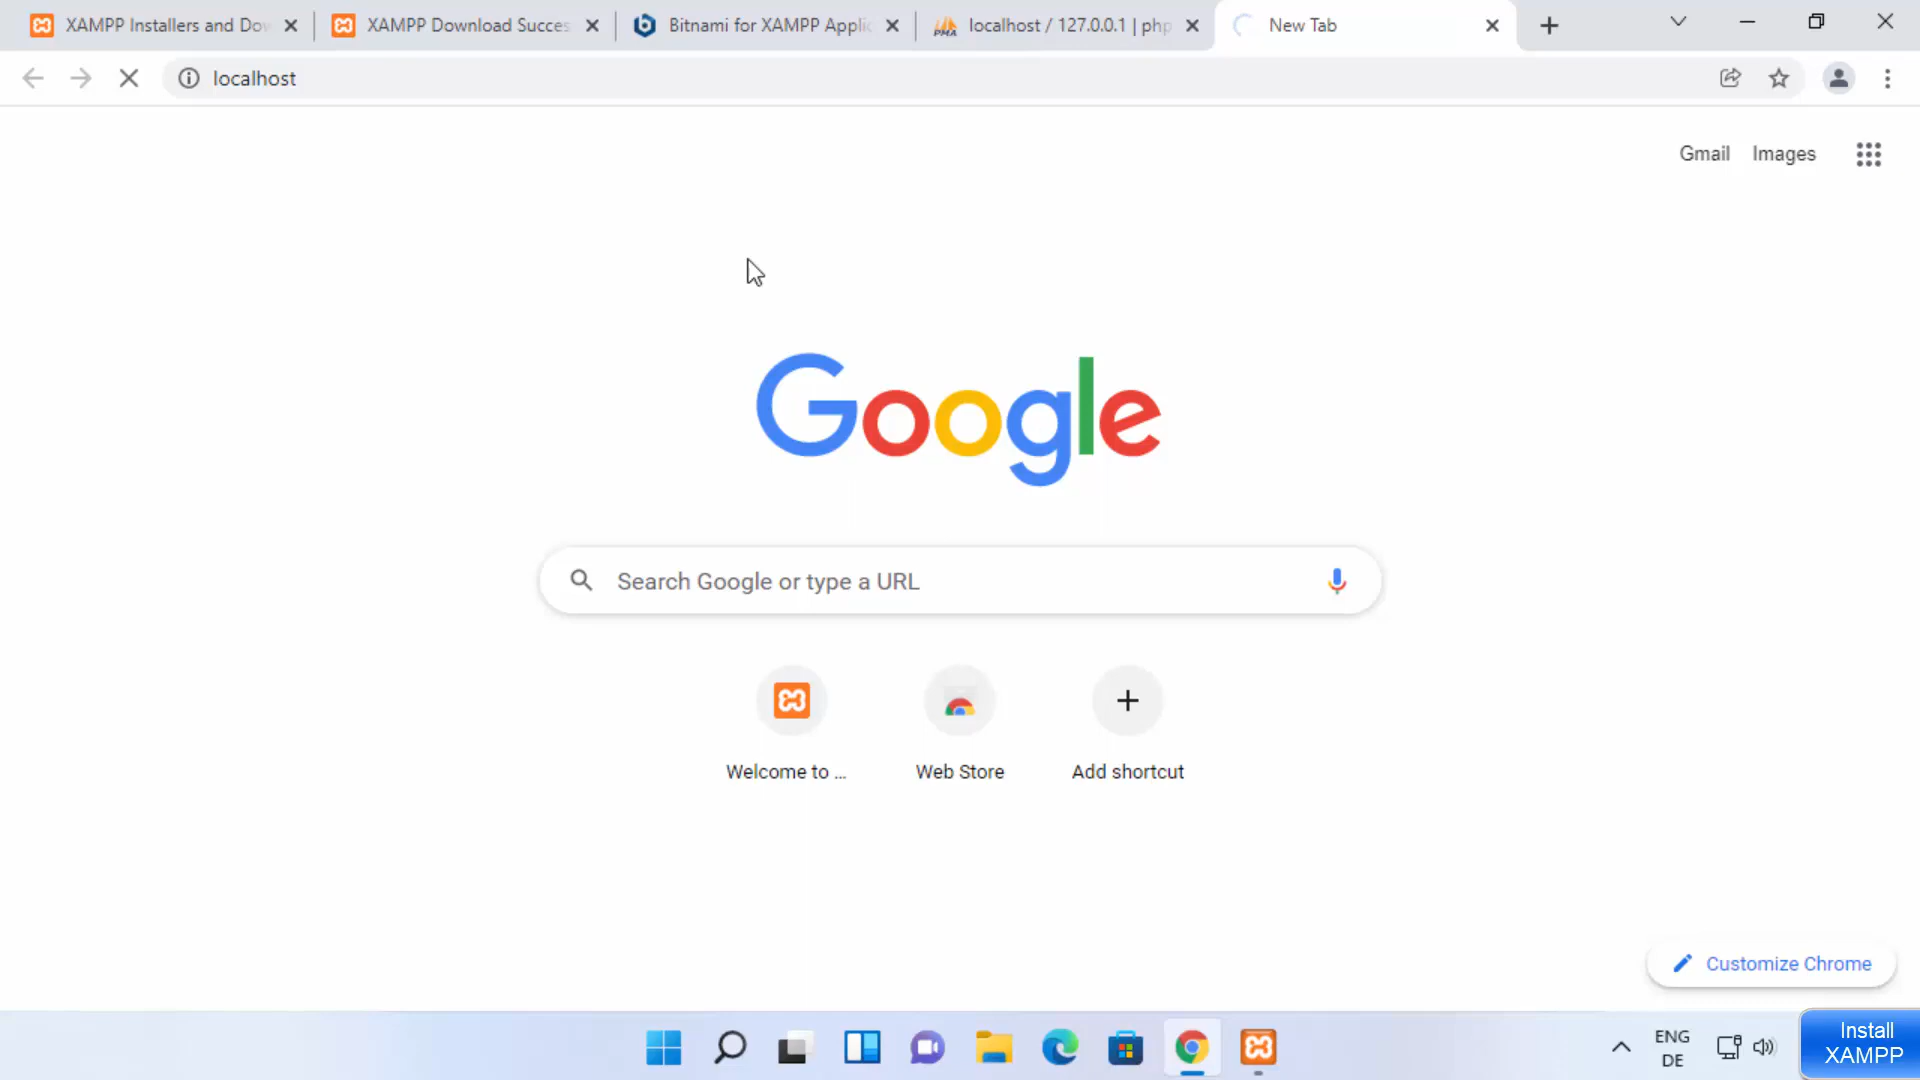 XAMPP Installers and Dow
XAMPP Download Succes
Bitnami for XAMPP Applic
PMA
localhost / 127.0.0.1 | php
New Tab
localhost
Gmail
Images
Google
Search Google or type a URL
Welcome to ...
Web Store
Add shortcut
Customize Chrome
ENG
DE
Install
XAMPP